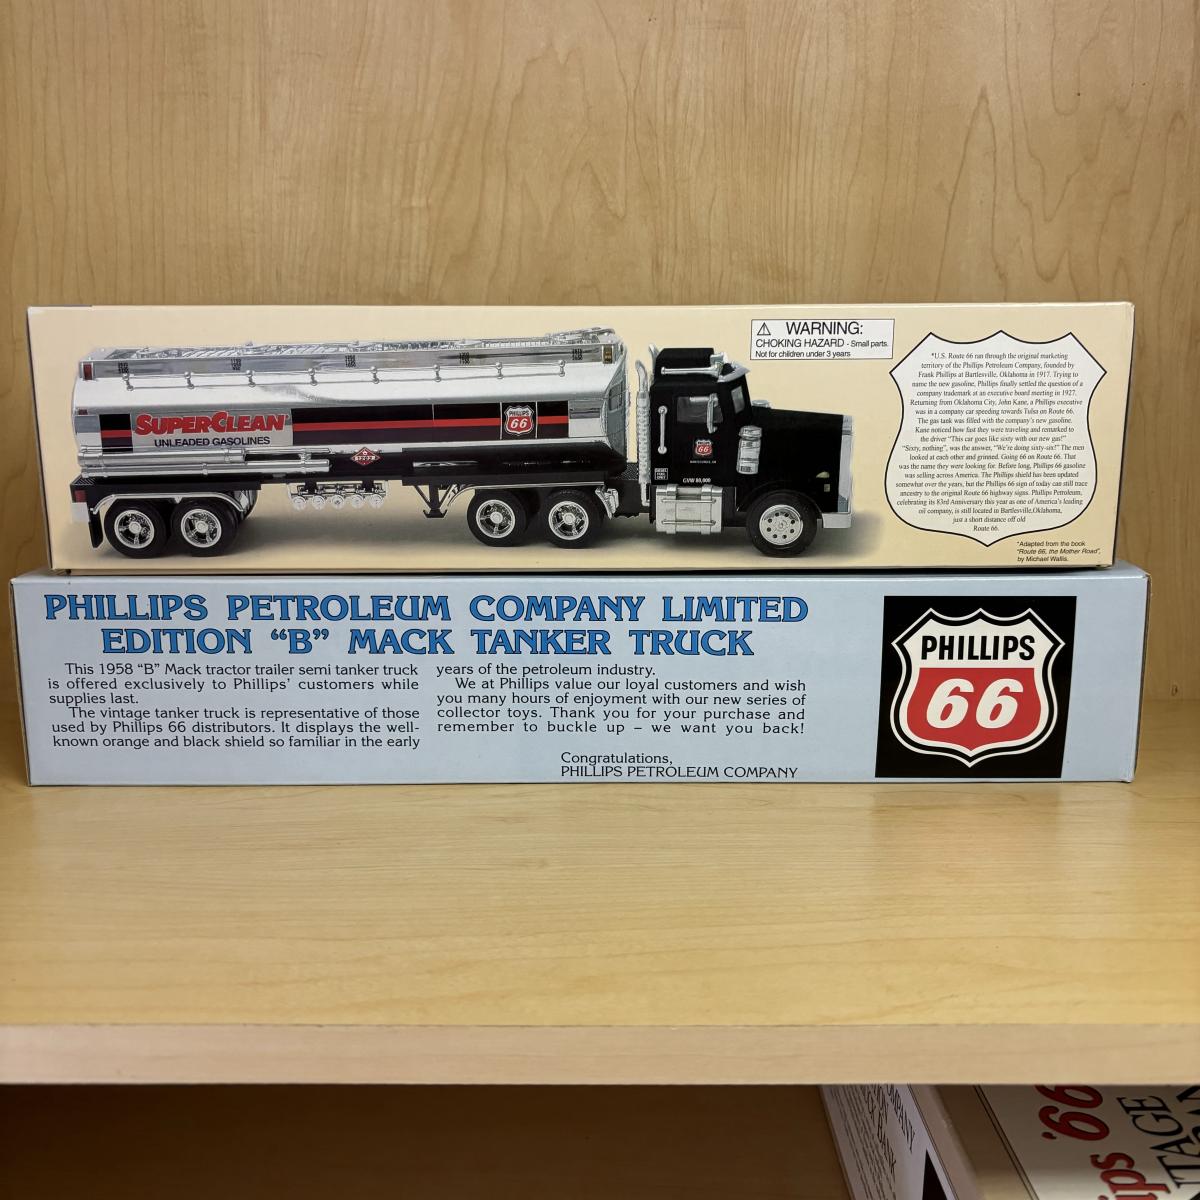 WARNING:
CHOKING HAZARD - Small parts.
Not for children under 3 years
SUPERCLEAN
UNLEADED GASOLINES
PHILLIPS
66
1203
66
GVW 80,000
*U.S. Route 66 ran through the original marketing
territory of the Phillips Petroleum Company, founded by
Frank Phillips at Bartlesville, Oklahoma in 1917. Trying to
name the new gasoline, Phillips finally settled the question of a
company trademark at an executive board meeting in 1927.
Returning from Oklahoma City, John Kane, a Phillips executive
was in a company car speeding towards Tulsa on Route 66.
The gas tank was filled with the company's new gasoline.
Kane noticed how fast they were traveling and remarked to
the driver "This car goes like sixty with our new gas!"
"Sixty, nothing", was the answer, "We're doing sixty-six!" The men
looked at each other and grinned. Going 66 on Route 66. That
was the name they were looking for. Before long, Phillips 66 gasoline
was selling across America. The Phillips shield has been updated
somewhat over the years, but the Phillips 66 sign of today can still trace
ancestry to the original Route 66 highway signs. Phillips Petroleum,
celebrating its 83rd Anniversary this year as one of America's leading
oil company, is still located in Bartlesville,Oklahoma,
just a short distance off old
Route 66.
*Adapted from the book
"Route 66, the Mother Road",
by Michael Wallis.
PHILLIPS PETROLEUM COMPANY LIMITED
EDITION "B" MACK TANKER TRUCK
This 1958 "B" Mack tractor trailer semi tanker truck
is offered exclusively to Phillips' customers while
supplies last.
The vintage tanker truck is representative of those
used by Phillips 66 distributors. It displays the well-
known orange and black shield so familiar in the early
years of the petroleum industry.
We at Phillips value our loyal customers and wish
you many hours of enjoyment with our new series of
collector toys. Thank you for your purchase and
remember to buckle up – we want you back!
Congratulations,
PHILLIPS PETROLEUM COMPANY
PHILLIPS
66
BANK
66